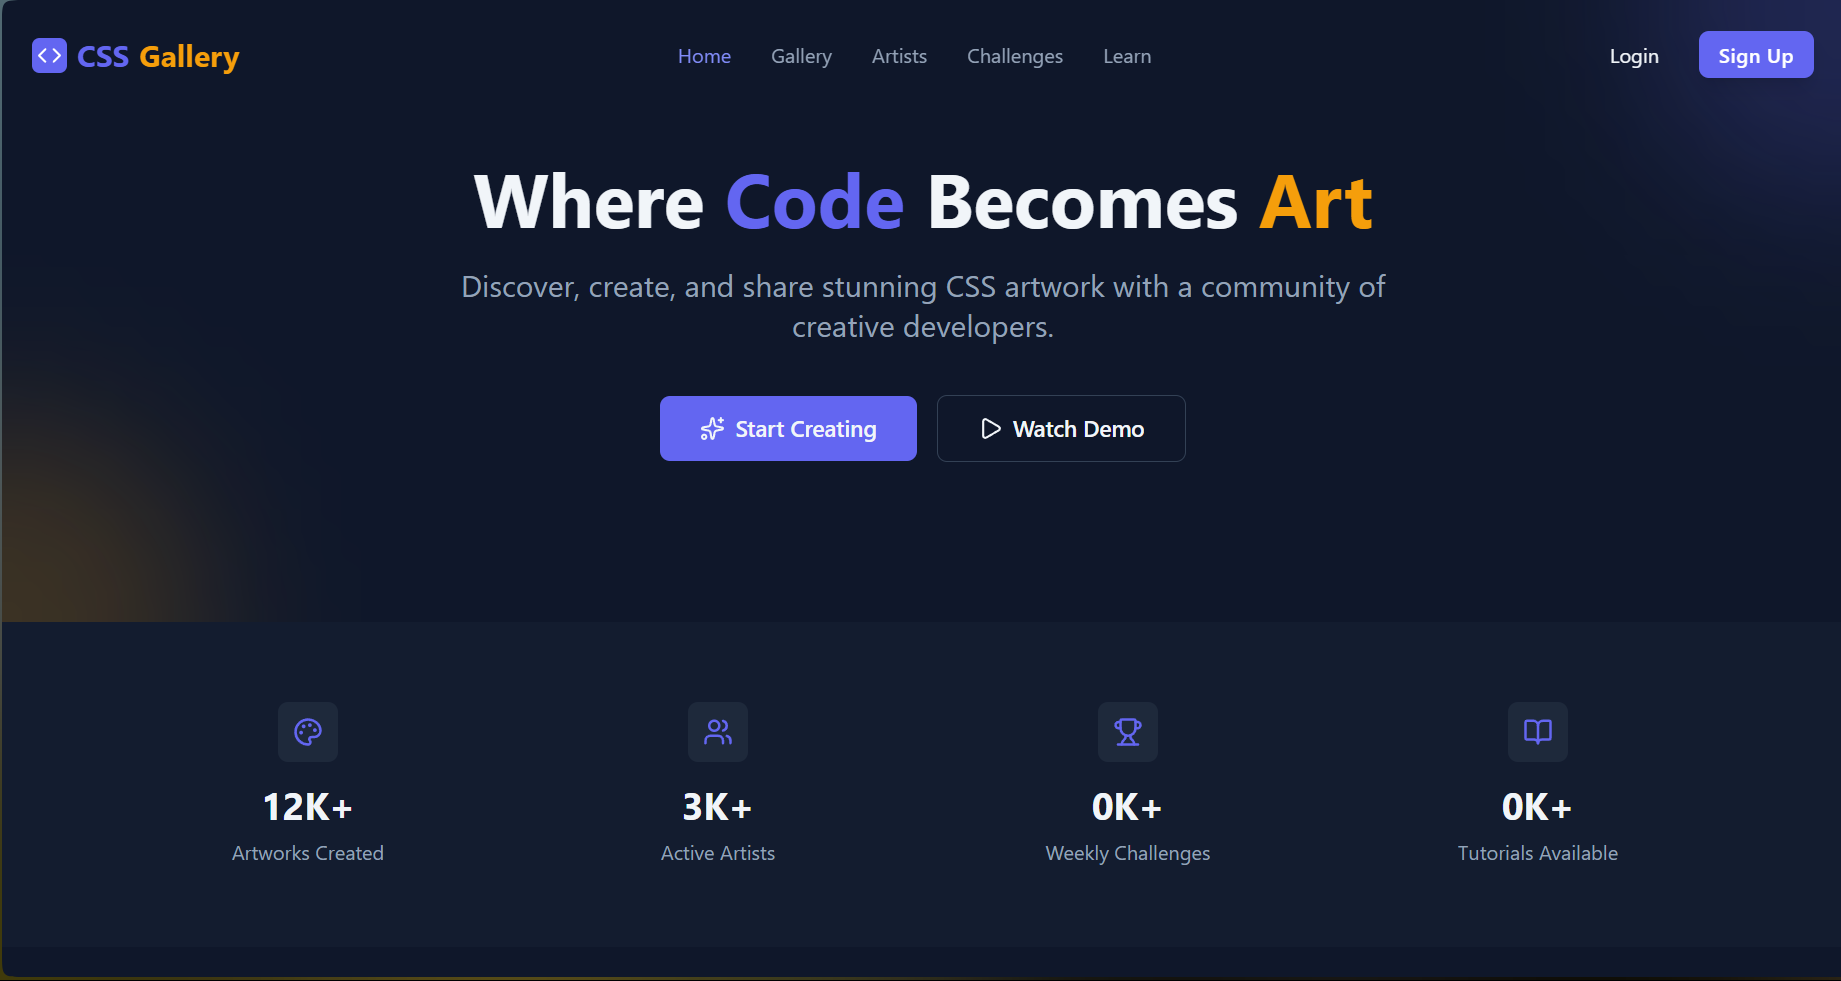 CSS Gallery
Home
Gallery
Artists
Challenges
Learn
Login
Sign Up
Where Code Becomes Art
Discover, create, and share stunning CSS artwork with a community of
creative developers.
Start Creating
Watch Demo
12K+
Artworks Created
3K+
Active Artists
0K+
Weekly Challenges
0K+
Tutorials Available